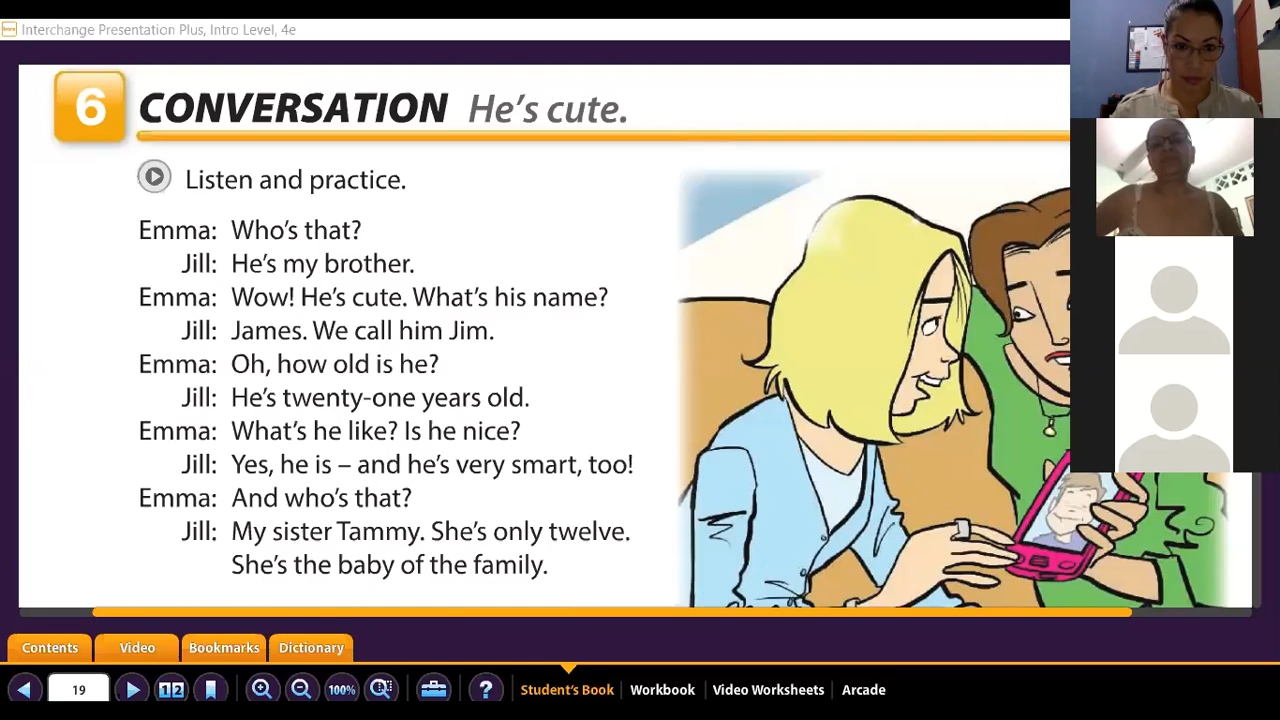 Interchange Presentation Plus, Intro Level, 4e
6 CONVERSATION He's cute.
Listen and practice.
Emma: Who's that?
Jill: He's my brother.
Emma: Wow! He's cute. What's his name?
Jill: James. We call him Jim.
Emma: Oh, how old is he?
Jill: He's twenty-one years old.
Emma: What's he like? Is he nice?
Jill: Yes, he is – and he's very smart, too!
Emma: And who's that?
Jill: My sister Tammy. She's only twelve.
She's the baby of the family.
Contents Video Bookmarks Dictionary
19 1 2 100% ? Student's Book Workbook Video Worksheets Arcade